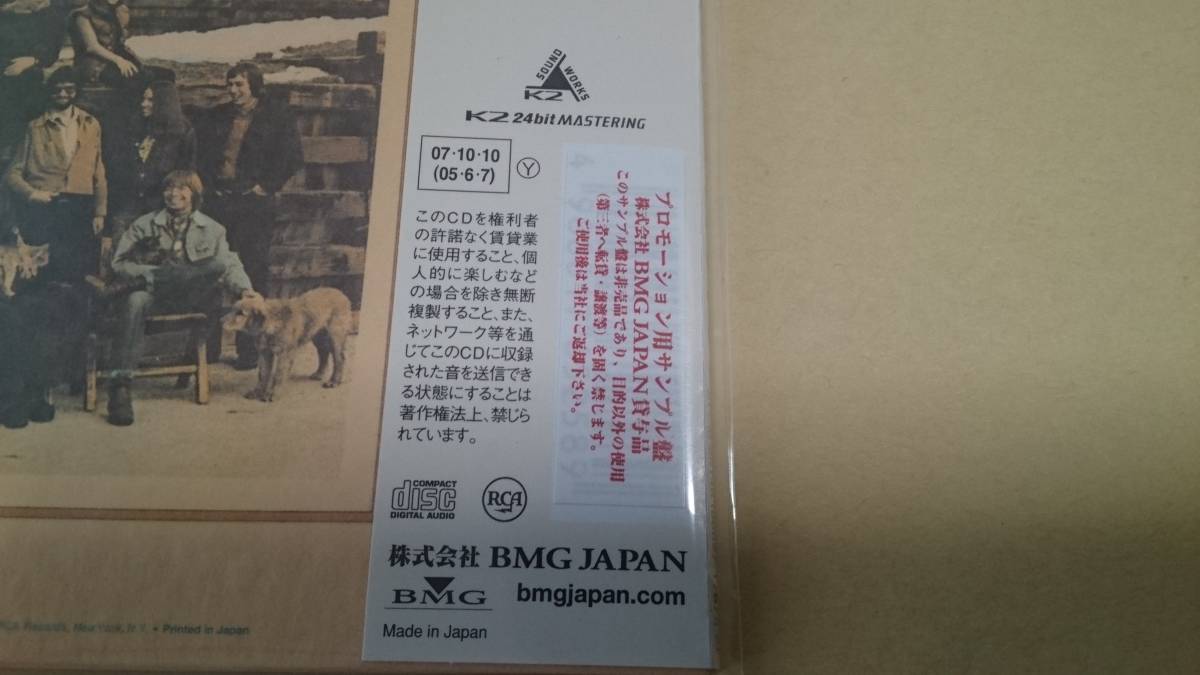 SOUND WORKS
K2
K2 24bit MASTERING
07・10・10
(05・6・7)
Y
このCDを権利者
の許諾なく賃貸業
に使用すること、個
人的に楽しむなど
の場合を除き無断
複製すること、また、
ネットワーク等を通
じてこのCDに収録
された音を送信でき
る状態にすることは
著作権法上、禁じら
れています。
プロモーション用サンプル盤
株式会社 BMG JAPAN 貸与品
このサンプル盤は非売品であり、目的以外の使用
(第三者へ転貸・譲渡等)を固く禁じます。
ご使用後は当社にご返却下さい。
COMPACT
disc
DIGITAL AUDIO
RCA
株式会社 BMG JAPAN
BMG
bmgjapan.com
Made in Japan
Records, New York, N.Y. • Printed in Japan